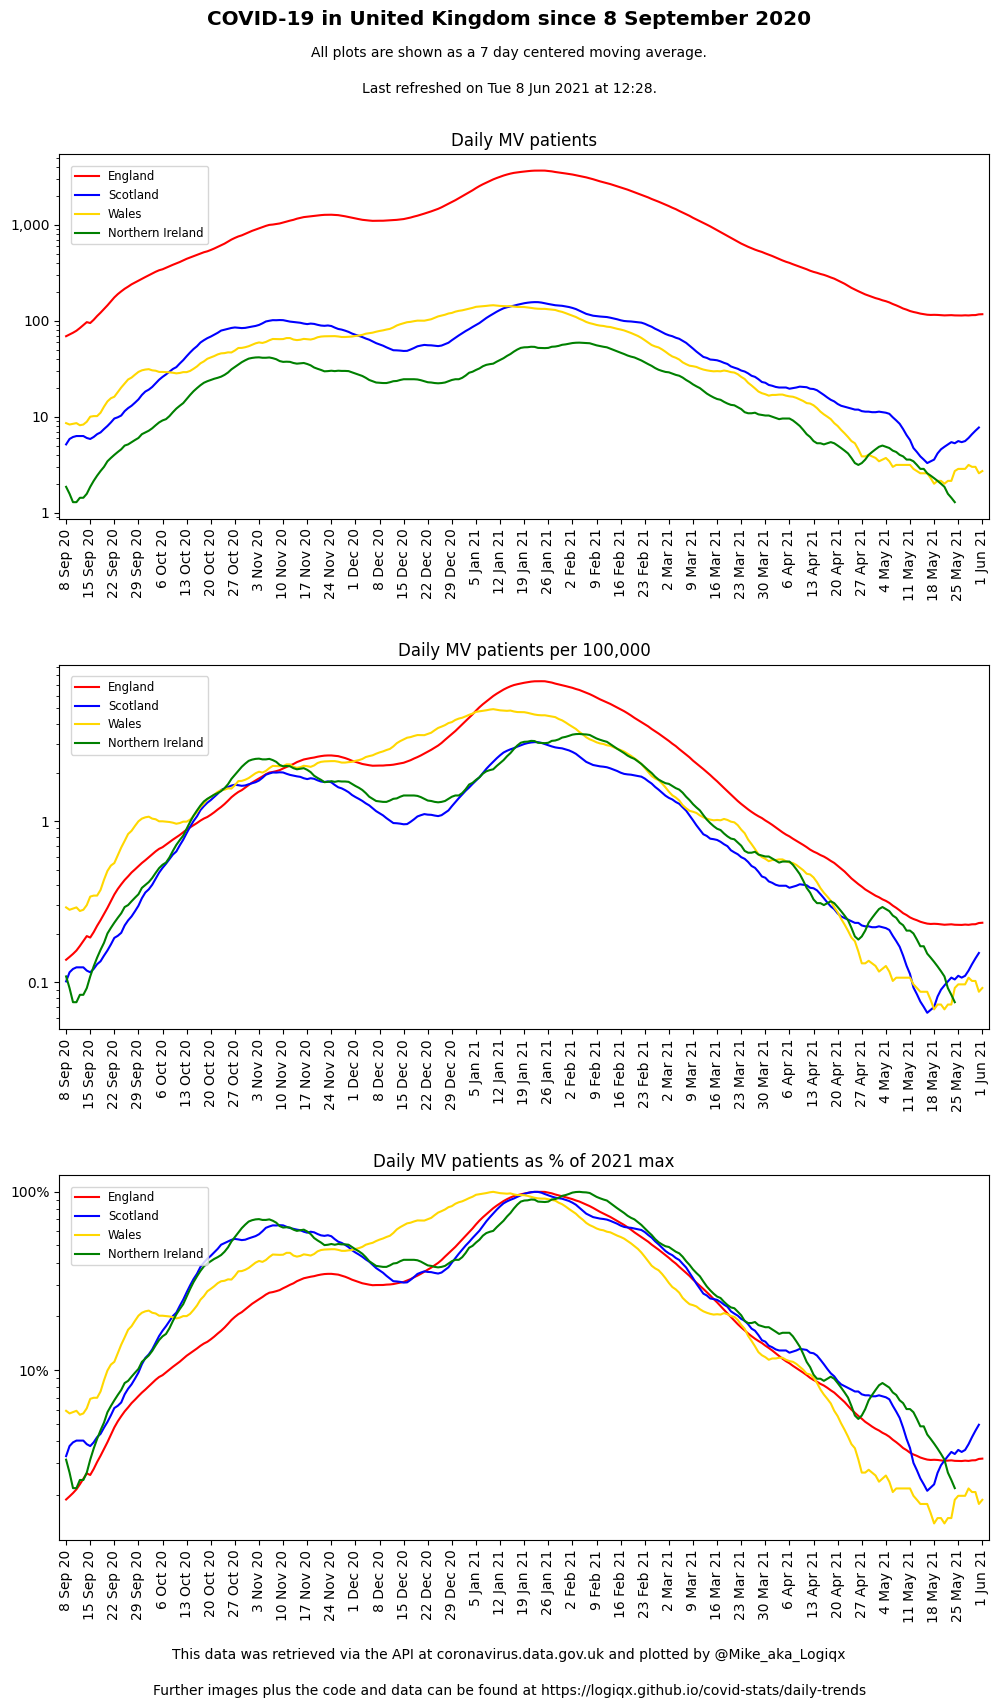 COVID-19 in United Kingdom since 8 September 2020
All plots are shown as a 7 day centered moving average.
Last refreshed on Tue 8 Jun 2021 at 12:28.
Daily MV patients
England
Scotland
Wales
Northern Ireland
1,000
100
10
1
8 Sep 20
15 Sep 20
22 Sep 20
29 Sep 20
6 Oct 20
13 Oct 20
20 Oct 20
27 Oct 20
3 Nov 20
10 Nov 20
17 Nov 20
24 Nov 20
1 Dec 20
8 Dec 20
15 Dec 20
22 Dec 20
29 Dec 20
5 Jan 21
12 Jan 21
19 Jan 21
26 Jan 21
2 Feb 21
9 Feb 21
16 Feb 21
23 Feb 21
2 Mar 21
9 Mar 21
16 Mar 21
23 Mar 21
30 Mar 21
6 Apr 21
13 Apr 21
20 Apr 21
27 Apr 21
4 May 21
11 May 21
18 May 21
25 May 21
1 Jun 21
Daily MV patients per 100,000
England
Scotland
Wales
Northern Ireland
1
0.1
8 Sep 20
15 Sep 20
22 Sep 20
29 Sep 20
6 Oct 20
13 Oct 20
20 Oct 20
27 Oct 20
3 Nov 20
10 Nov 20
17 Nov 20
24 Nov 20
1 Dec 20
8 Dec 20
15 Dec 20
22 Dec 20
29 Dec 20
5 Jan 21
12 Jan 21
19 Jan 21
26 Jan 21
2 Feb 21
9 Feb 21
16 Feb 21
23 Feb 21
2 Mar 21
9 Mar 21
16 Mar 21
23 Mar 21
30 Mar 21
6 Apr 21
13 Apr 21
20 Apr 21
27 Apr 21
4 May 21
11 May 21
18 May 21
25 May 21
1 Jun 21
Daily MV patients as % of 2021 max
England
Scotland
Wales
Northern Ireland
100%
10%
8 Sep 20
15 Sep 20
22 Sep 20
29 Sep 20
6 Oct 20
13 Oct 20
20 Oct 20
27 Oct 20
3 Nov 20
10 Nov 20
17 Nov 20
24 Nov 20
1 Dec 20
8 Dec 20
15 Dec 20
22 Dec 20
29 Dec 20
5 Jan 21
12 Jan 21
19 Jan 21
26 Jan 21
2 Feb 21
9 Feb 21
16 Feb 21
23 Feb 21
2 Mar 21
9 Mar 21
16 Mar 21
23 Mar 21
30 Mar 21
6 Apr 21
13 Apr 21
20 Apr 21
27 Apr 21
4 May 21
11 May 21
18 May 21
25 May 21
1 Jun 21
This data was retrieved via the API at coronavirus.data.gov.uk and plotted by @Mike_aka_Logiqx
Further images plus the code and data can be found at https://logiqx.github.io/covid-stats/daily-trends